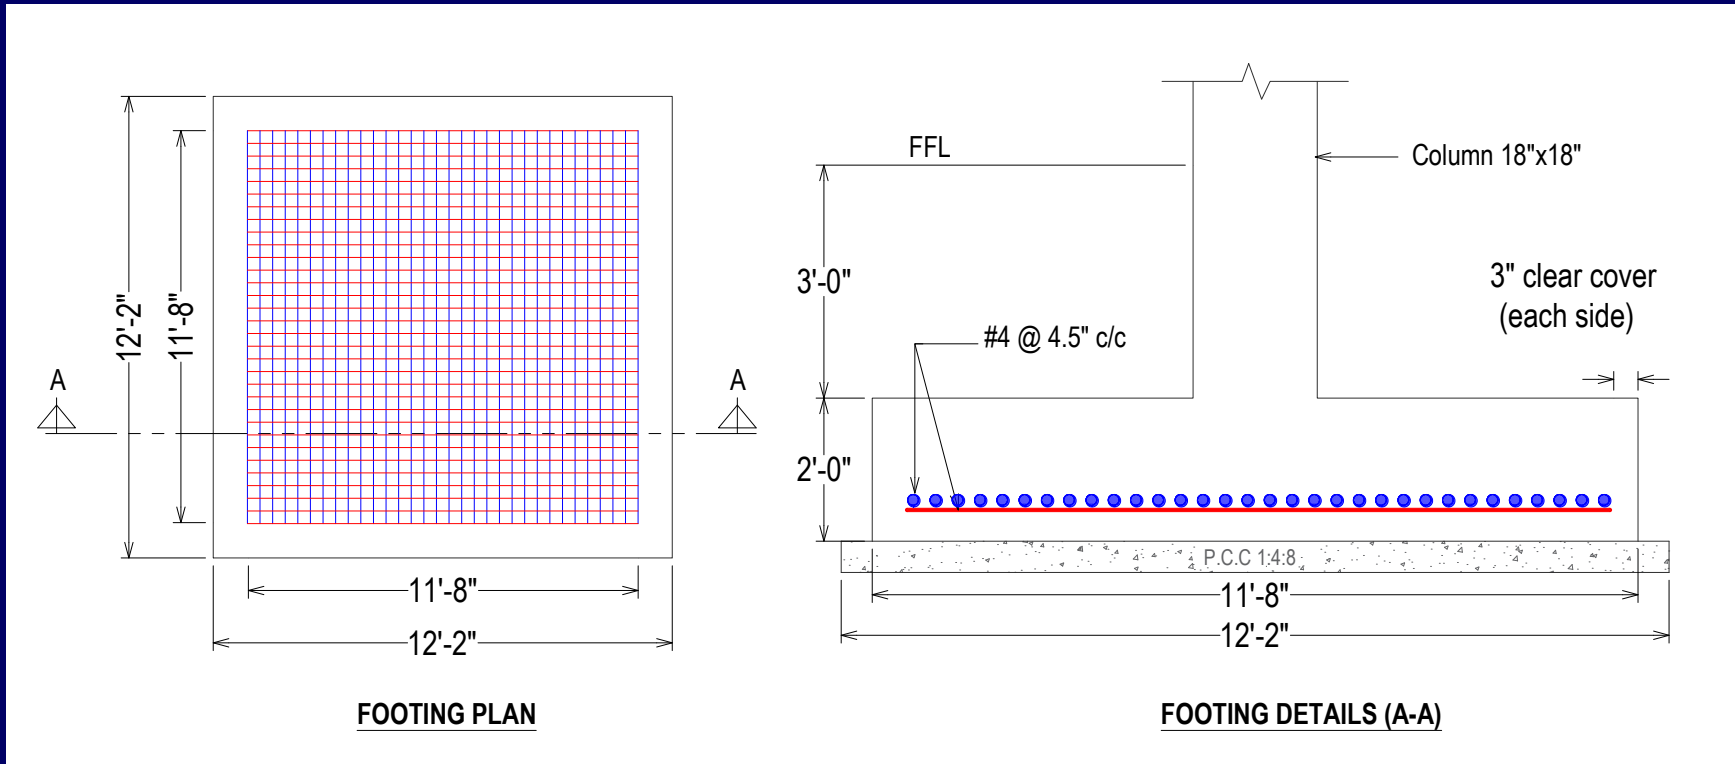 12'-2"
11'-8"
A
A
11'-8"
12'-2"
FOOTING PLAN
FFL
Column 18"x18"
3'-0"
3" clear cover
(each side)
#4 @ 4.5" c/c
2'-0"
P.C.C 1:4:8
11'-8"
12'-2"
FOOTING DETAILS (A-A)